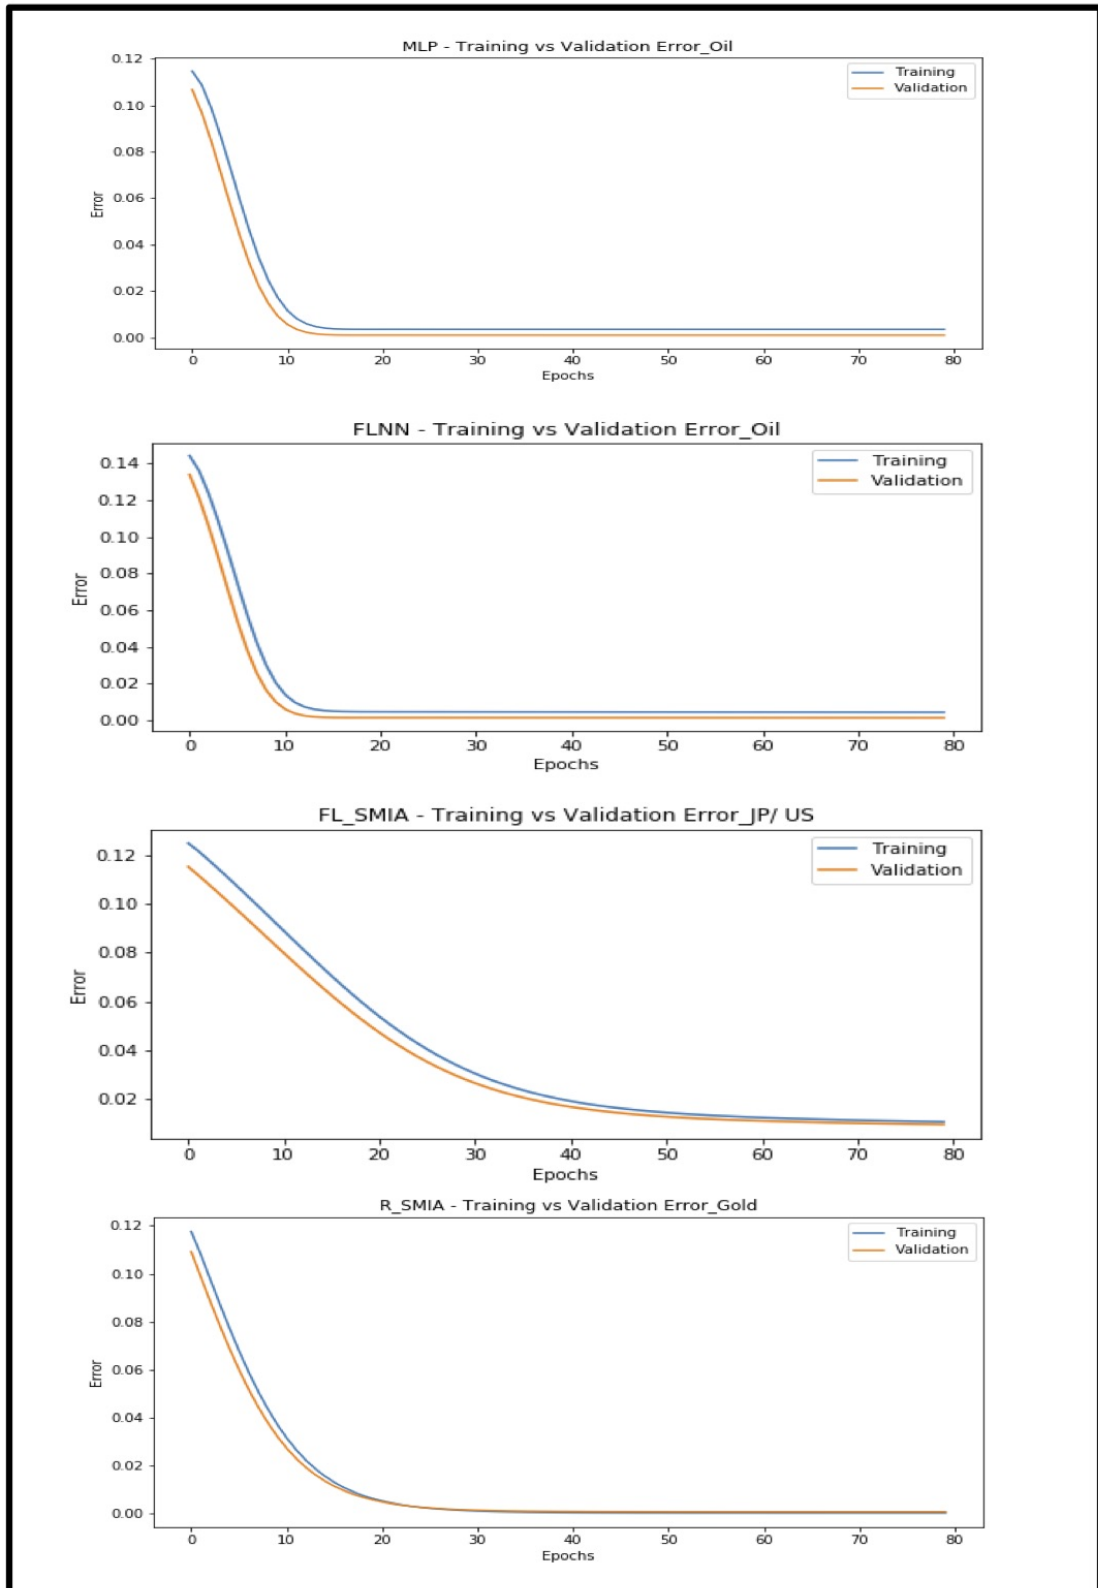 MLP - Training vs Validation Error_Oil
0.12
Training
Validation
0.10
0.08
0.06
Error
0.04
0.02
0.00
0 10 20 30 40 50 60 70 80
Epochs
FLNN - Training vs Validation Error_Oil
0.14
Training
Validation
0.12
0.10
0.08
Error
0.06
0.04
0.02
0.00
0 10 20 30 40 50 60 70 80
Epochs
FL_SMIA - Training vs Validation Error_JP/ US
0.12
Training
Validation
0.10
0.08
Error
0.06
0.04
0.02
0 10 20 30 40 50 60 70 80
Epochs
R_SMIA - Training vs Validation Error_Gold
0.12
Training
Validation
0.10
0.08
0.06
Error
0.04
0.02
0.00
0 10 20 30 40 50 60 70 80
Epochs